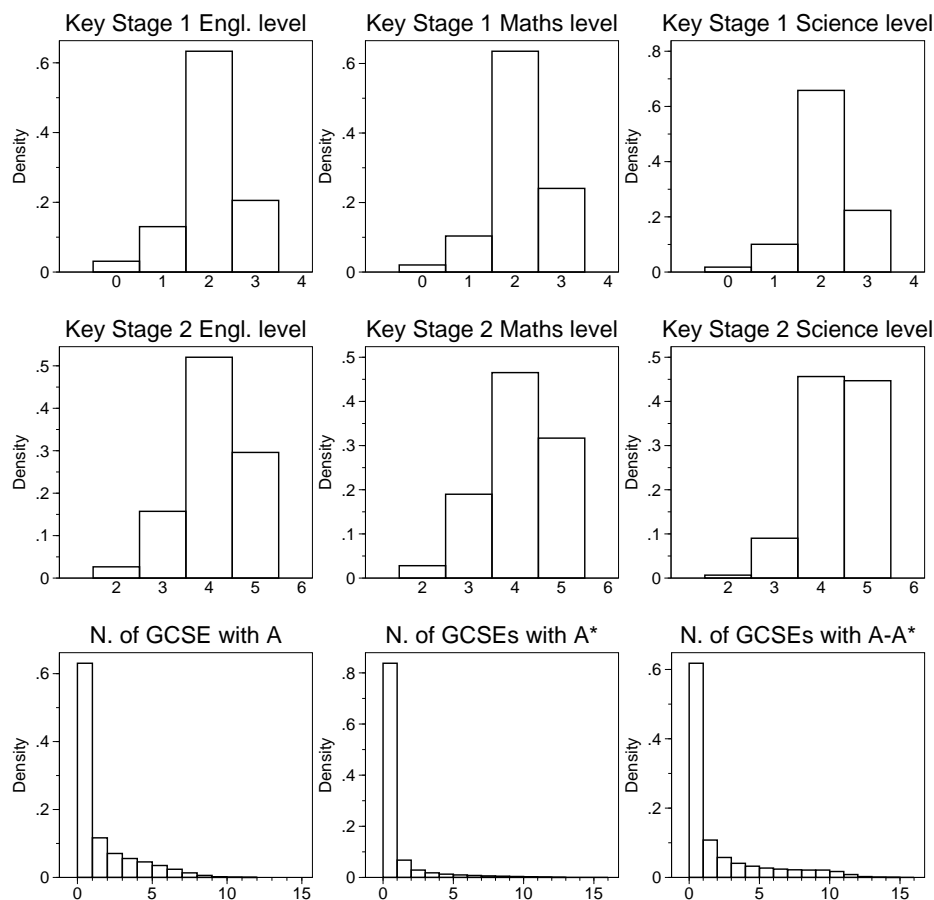 Key Stage 1 Engl. level
Key Stage 1 Maths level
Key Stage 1 Science level
Density
0 .2 .4 .6
0 1 2 3 4
Density
0 .2 .4 .6
0 1 2 3 4
Density
0 .2 .4 .6 .8
0 1 2 3 4
Key Stage 2 Engl. level
Key Stage 2 Maths level
Key Stage 2 Science level
Density
0 .1 .2 .3 .4 .5
2 3 4 5 6
Density
0 .1 .2 .3 .4 .5
2 3 4 5 6
Density
0 .1 .2 .3 .4 .5
2 3 4 5 6
N. of GCSE with A
N. of GCSEs with A*
N. of GCSEs with A-A*
Density
0 .2 .4 .6
0 5 10 15
Density
0 .2 .4 .6 .8
0 5 10 15
Density
0 .2 .4 .6
0 5 10 15